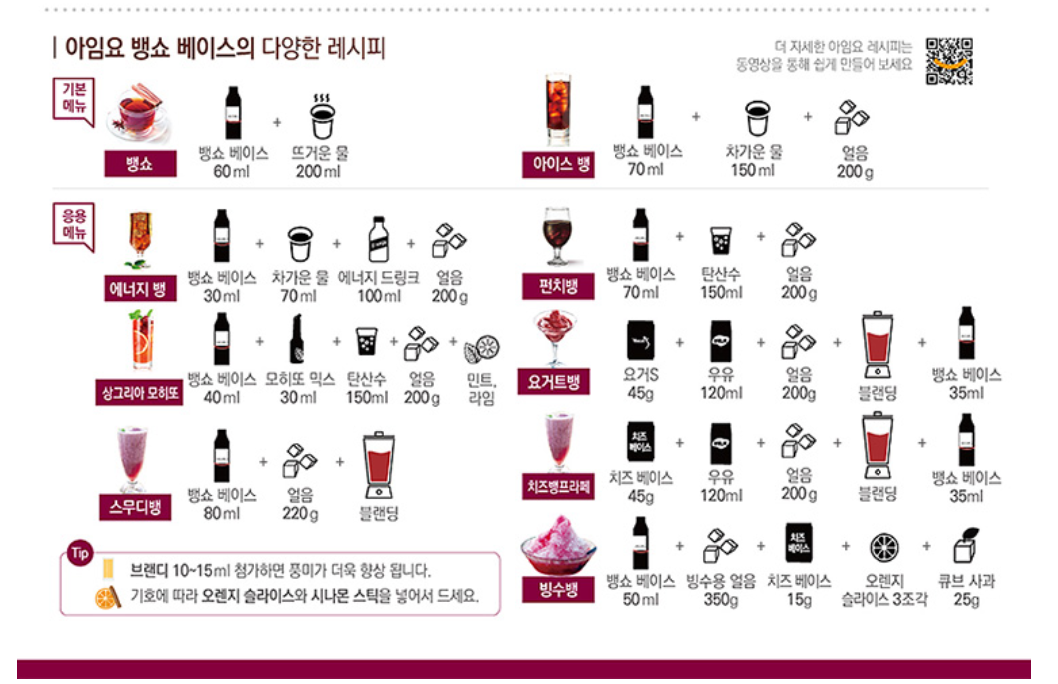 아임요 뱅쇼 베이스의 다양한 레시피
더 자세한 아임요 레시피는
동영상을 통해 쉽게 만들어 보세요
기본
메뉴
뱅쇼
뱅쇼 베이스
60ml
+
뜨거운 물
200ml
아이스 뱅
뱅쇼 베이스
70ml
+
차가운 물
150ml
+
얼음
200g
응용
메뉴
에너지 뱅
뱅쇼 베이스
30ml
+
차가운 물
70ml
+
에너지 드링크
100ml
+
얼음
200g
펀치뱅
뱅쇼 베이스
70ml
+
탄산수
150ml
+
얼음
200g
상그리아 모히또
뱅쇼 베이스
40ml
+
모히또 믹스
30ml
+
탄산수
150ml
+
얼음
200g
+
민트,
라임
요거트뱅
요거S
45g
+
우유
120ml
+
얼음
200g
+
블랜딩
+
뱅쇼 베이스
35ml
스무디뱅
뱅쇼 베이스
80ml
+
얼음
220g
+
블랜딩
치즈뱅프라페
치즈
베이스
치즈 베이스
45g
+
우유
120ml
+
얼음
200g
+
블랜딩
+
뱅쇼 베이스
35ml
빙수뱅
뱅쇼 베이스
50ml
+
빙수용 얼음
350g
+
치즈
베이스
치즈 베이스
15g
+
오렌지
슬라이스 3조각
+
큐브 사과
25g
Tip
브랜디 10~15ml 첨가하면 풍미가 더욱 향상 됩니다.
기호에 따라 오렌지 슬라이스와 시나몬 스틱을 넣어서 드세요.